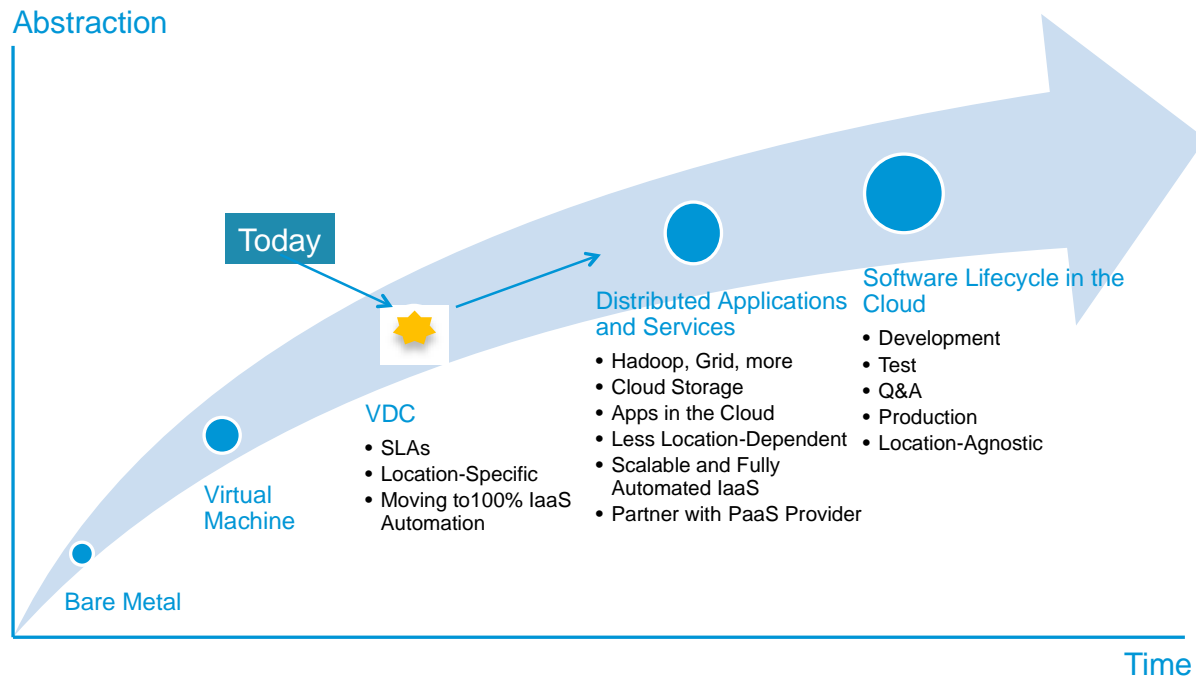 Abstraction
Today
Bare Metal
Virtual
Machine
VDC
• SLAs
• Location-Specific
• Moving to100% IaaS
Automation
Distributed Applications
and Services
• Hadoop, Grid, more
• Cloud Storage
• Apps in the Cloud
• Less Location-Dependent
• Scalable and Fully
Automated IaaS
• Partner with PaaS Provider
Software Lifecycle in the
Cloud
• Development
• Test
• Q&A
• Production
• Location-Agnostic
Time